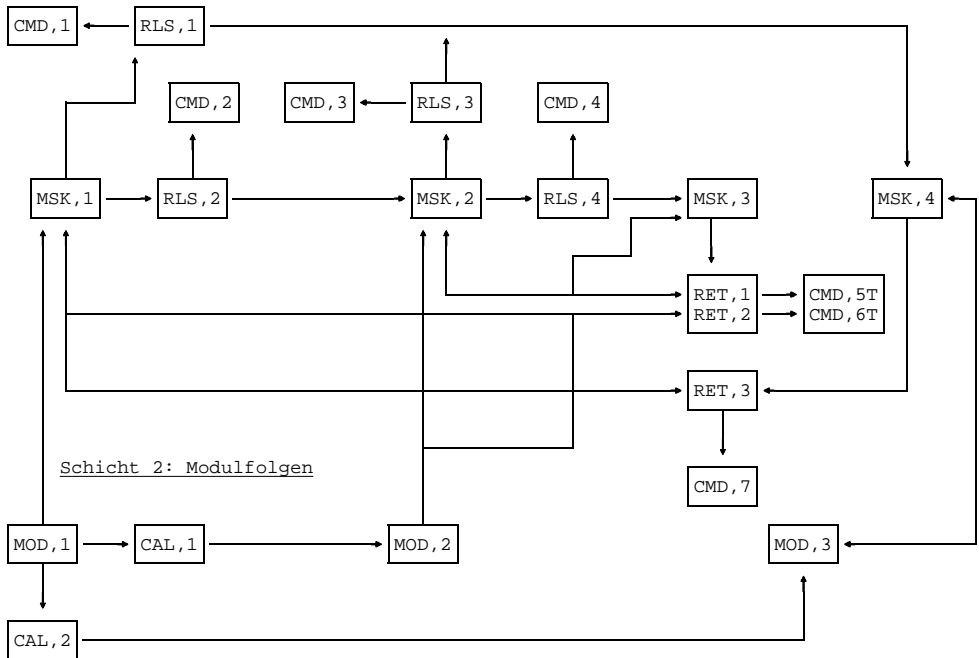 CMD,1
RLS,1
CMD,2
CMD,3
RLS,3
CMD,4
MSK,1
RLS,2
MSK,2
RLS,4
MSK,3
MSK,4
RET,1
RET,2
CMD,5T
CMD,6T
RET,3
Schicht 2: Modulfolgen
CMD,7
MOD,1
CAL,1
MOD,2
MOD,3
CAL,2